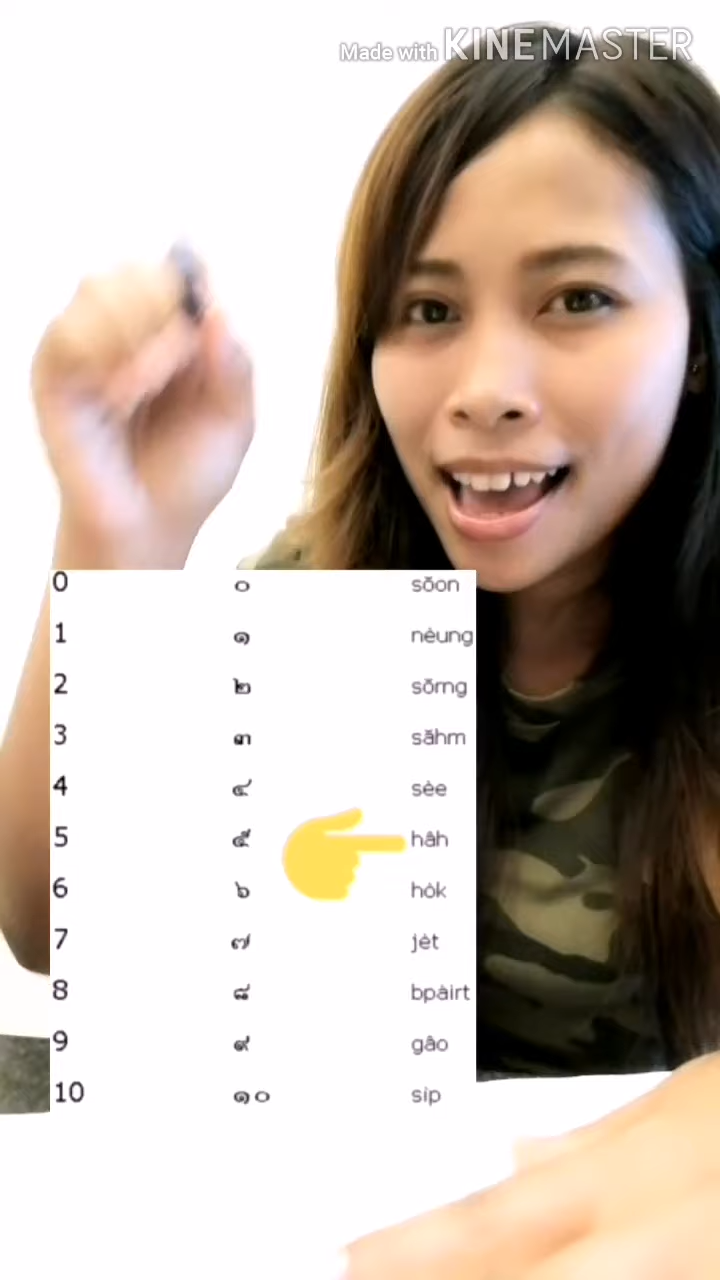 Made with KINEMASTER
0 ๐ sŏon
1 ๑ nèung
2 ๒ sŏrng
3 ๓ săhm
4 ๔ sèe
5 ๕ hâh
6 ๖ hòk
7 ๗ jèt
8 ๘ bpàirt
9 ๙ gâo
10 ๑๐ sìp